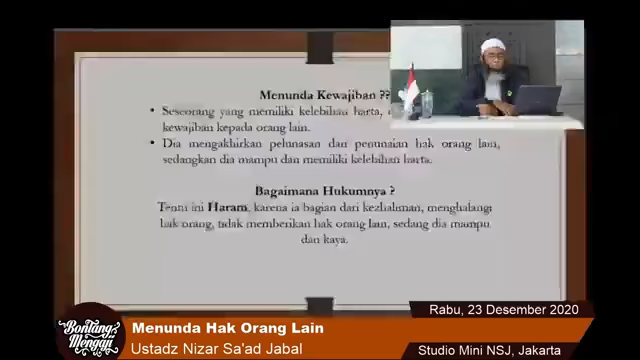 Menunda Kewajiban ??
• Seseorang yang memiliki kelebihan harta,
kewajiban kepada orang lain.
• Dia mengakhirkan pelunasan dan penunaian hak orang lain,
sedangkan dia mampu dan memiliki kelebihan harta.
Bagaimana Hukumnya ?
Tentu ini Haram, karena ia bagian dari kezhaliman, menghalangi
hak orang, tidak memberikan hak orang lain, sedang dia mampu
dan kaya.
Rabu, 23 Desember 2020
Bontang
Mengaji
Menunda Hak Orang Lain
Ustadz Nizar Sa'ad Jabal
Studio Mini NSJ, Jakarta